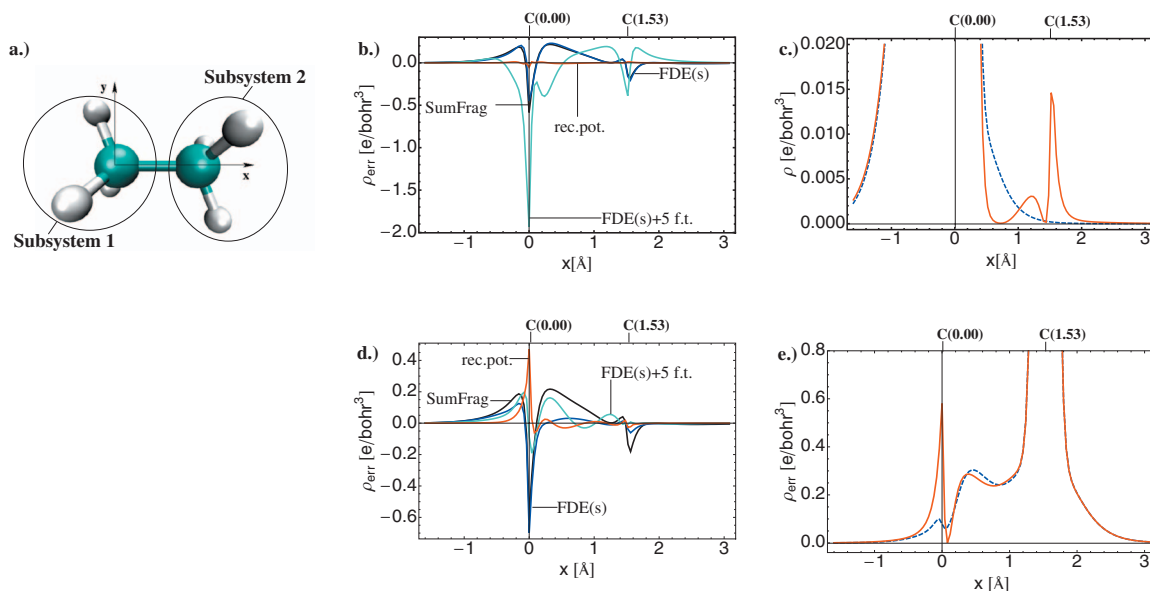 a.)
Subsystem 2
y
x
Subsystem 1
b.)
C(0.00)
C(1.53)
ρerr [e/bohr³]
0.0
−0.5
−1.0
−1.5
−2.0
SumFrag
rec.pot.
FDE(s)
FDE(s)+5 f.t.
−1
0
1
2
3
x[Å]
c.)
C(0.00)
C(1.53)
ρ [e/bohr³]
0.020
0.015
0.010
0.005
0.000
−1
0
1
2
3
x[Å]
d.)
C(0.00)
C(1.53)
ρerr [e/bohr³]
0.4
0.2
0.0
−0.2
−0.4
−0.6
rec.pot.
SumFrag
FDE(s)+5 f.t.
FDE(s)
−1
0
1
2
3
x [Å]
e.)
C(0.00)
C(1.53)
ρerr [e/bohr³]
0.8
0.6
0.4
0.2
0.0
−1
0
1
2
3
x [Å]